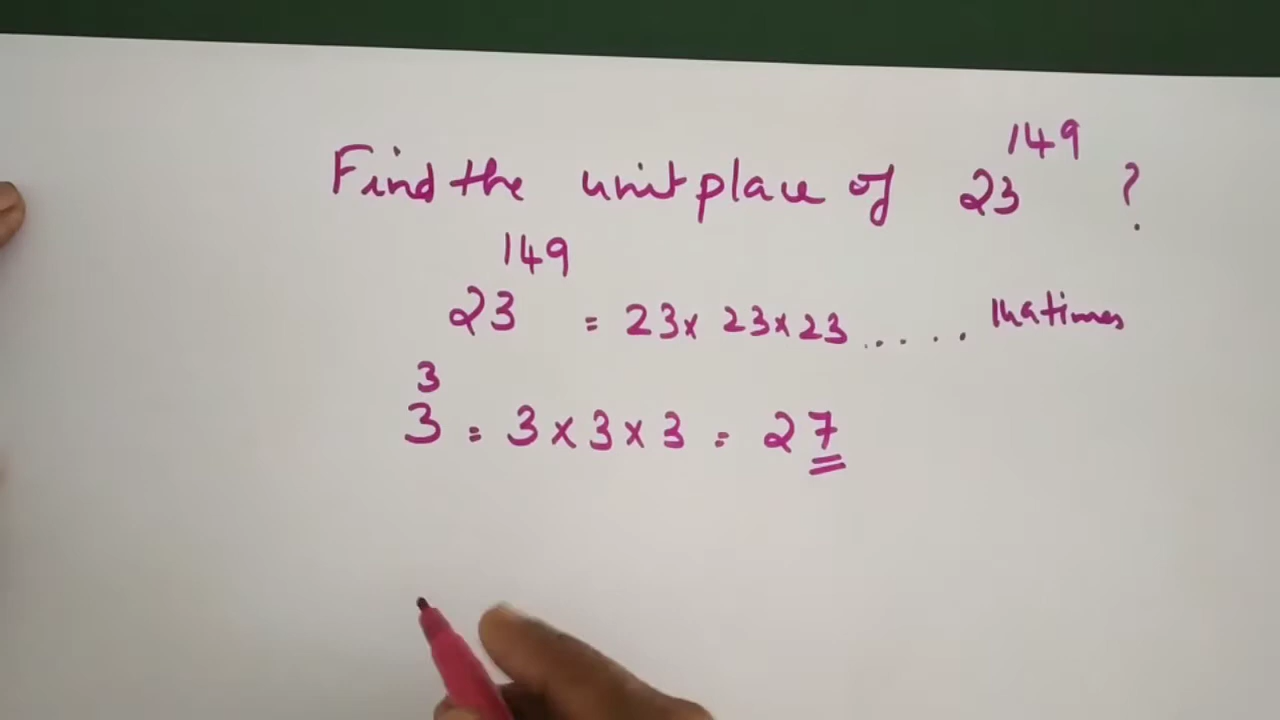 Find the unit place of 23^149 ?
23^149 = 23 x 23 x 23 ..... 149 times
3^3 = 3 x 3 x 3 = 27